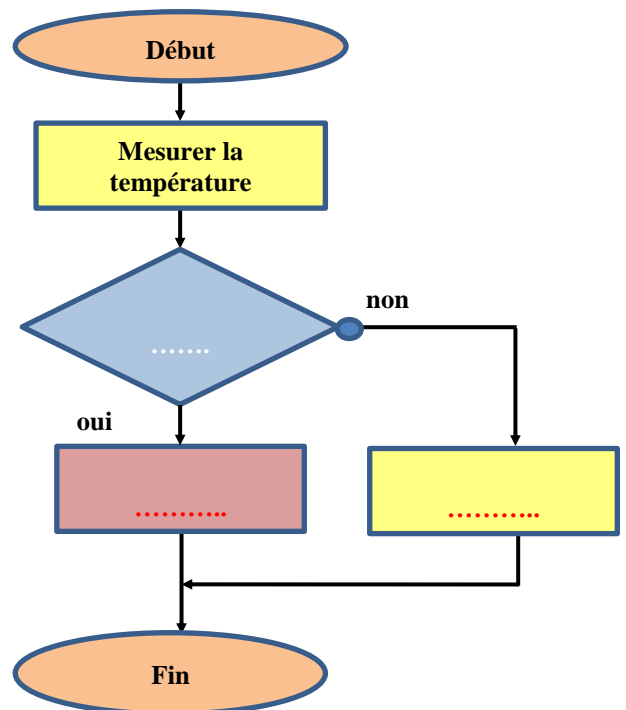 Début
Mesurer la
température
non
.......
oui
...........
...........
Fin